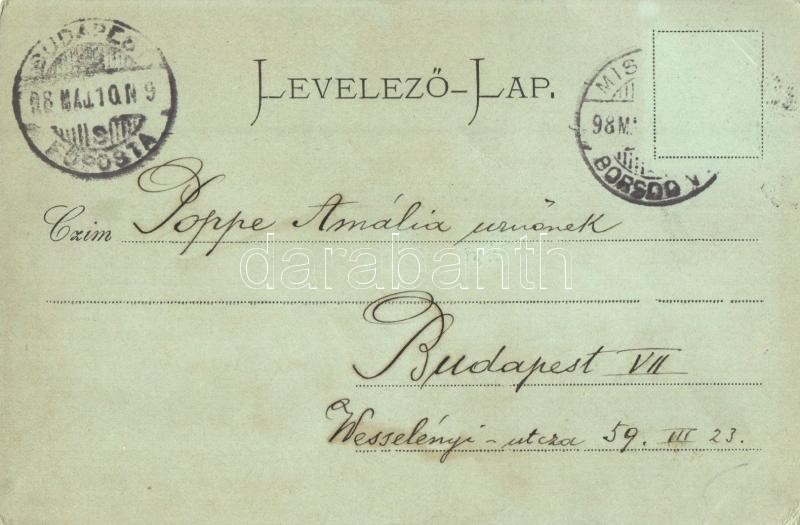 BUDAPEST
98 MÁJ.10.N 9
FŐPOSTA
LEVELEZŐ-LAP.
MIS
98 MÁ
BORSOD
Czim Poppe Amália urnőnek
darabanth
Budapest VII
Wesselényi-utcza 59. III 23.